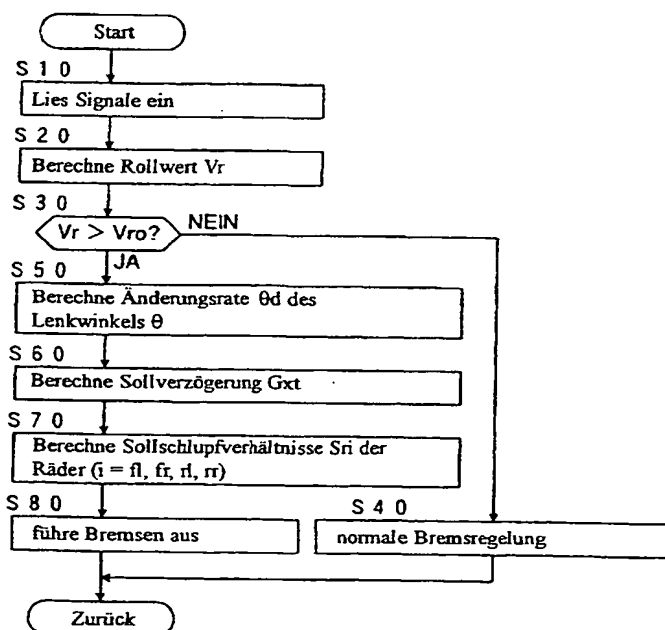 Start
S 1 0
Lies Signale ein
S 2 0
Berechne Rollwert Vr
S 3 0
Vr > Vro?
NEIN
JA
S 5 0
Berechne Änderungsrate θd des
Lenkwinkels θ
S 6 0
Berechne Sollverzögerung Gxt
S 7 0
Berechne Sollschlupfverhältnisse Sri der
Räder (i = fl, fr, rl, rr)
S 8 0
führe Bremsen aus
S 4 0
normale Bremsregelung
Zurück